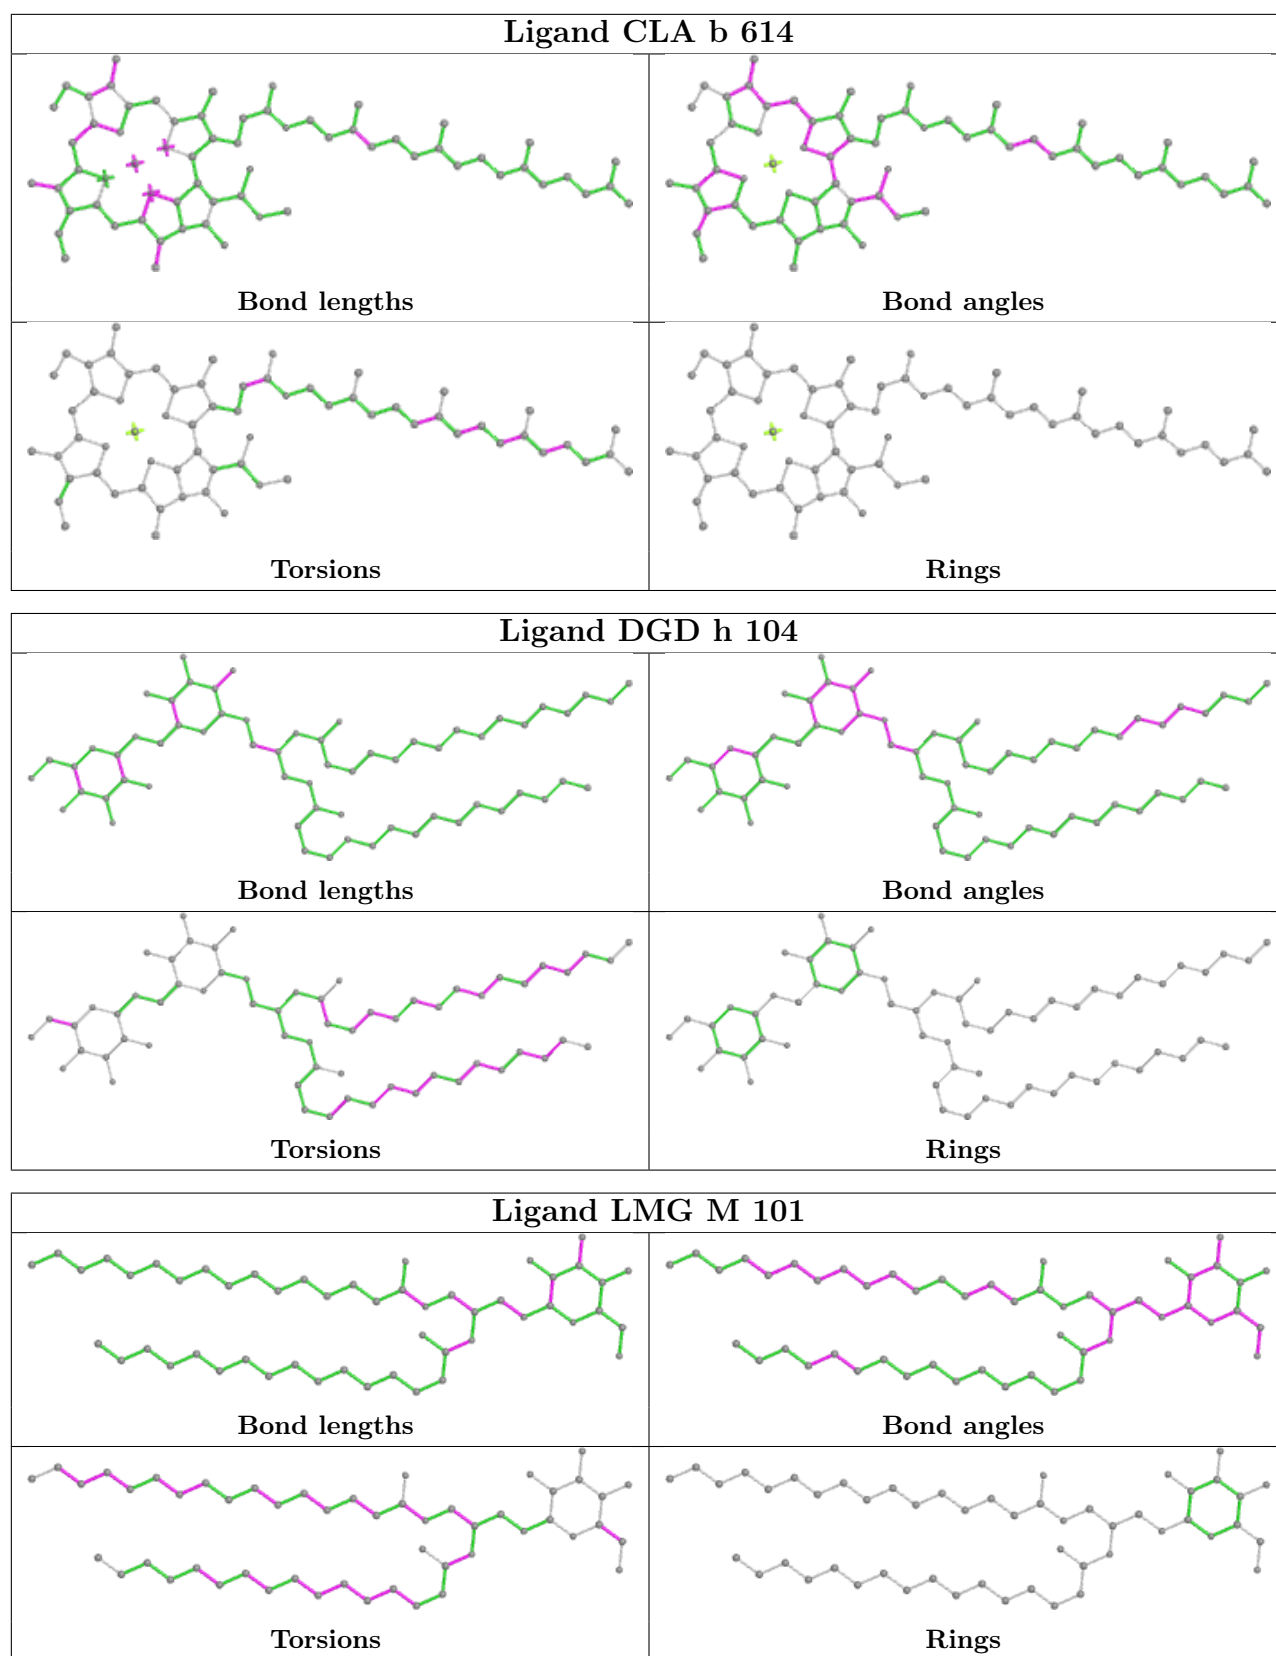 Ligand CLA b 614
Bond lengths
Bond angles
Torsions
Rings
Ligand DGD h 104
Bond lengths
Bond angles
Torsions
Rings
Ligand LMG M 101
Bond lengths
Bond angles
Torsions
Rings